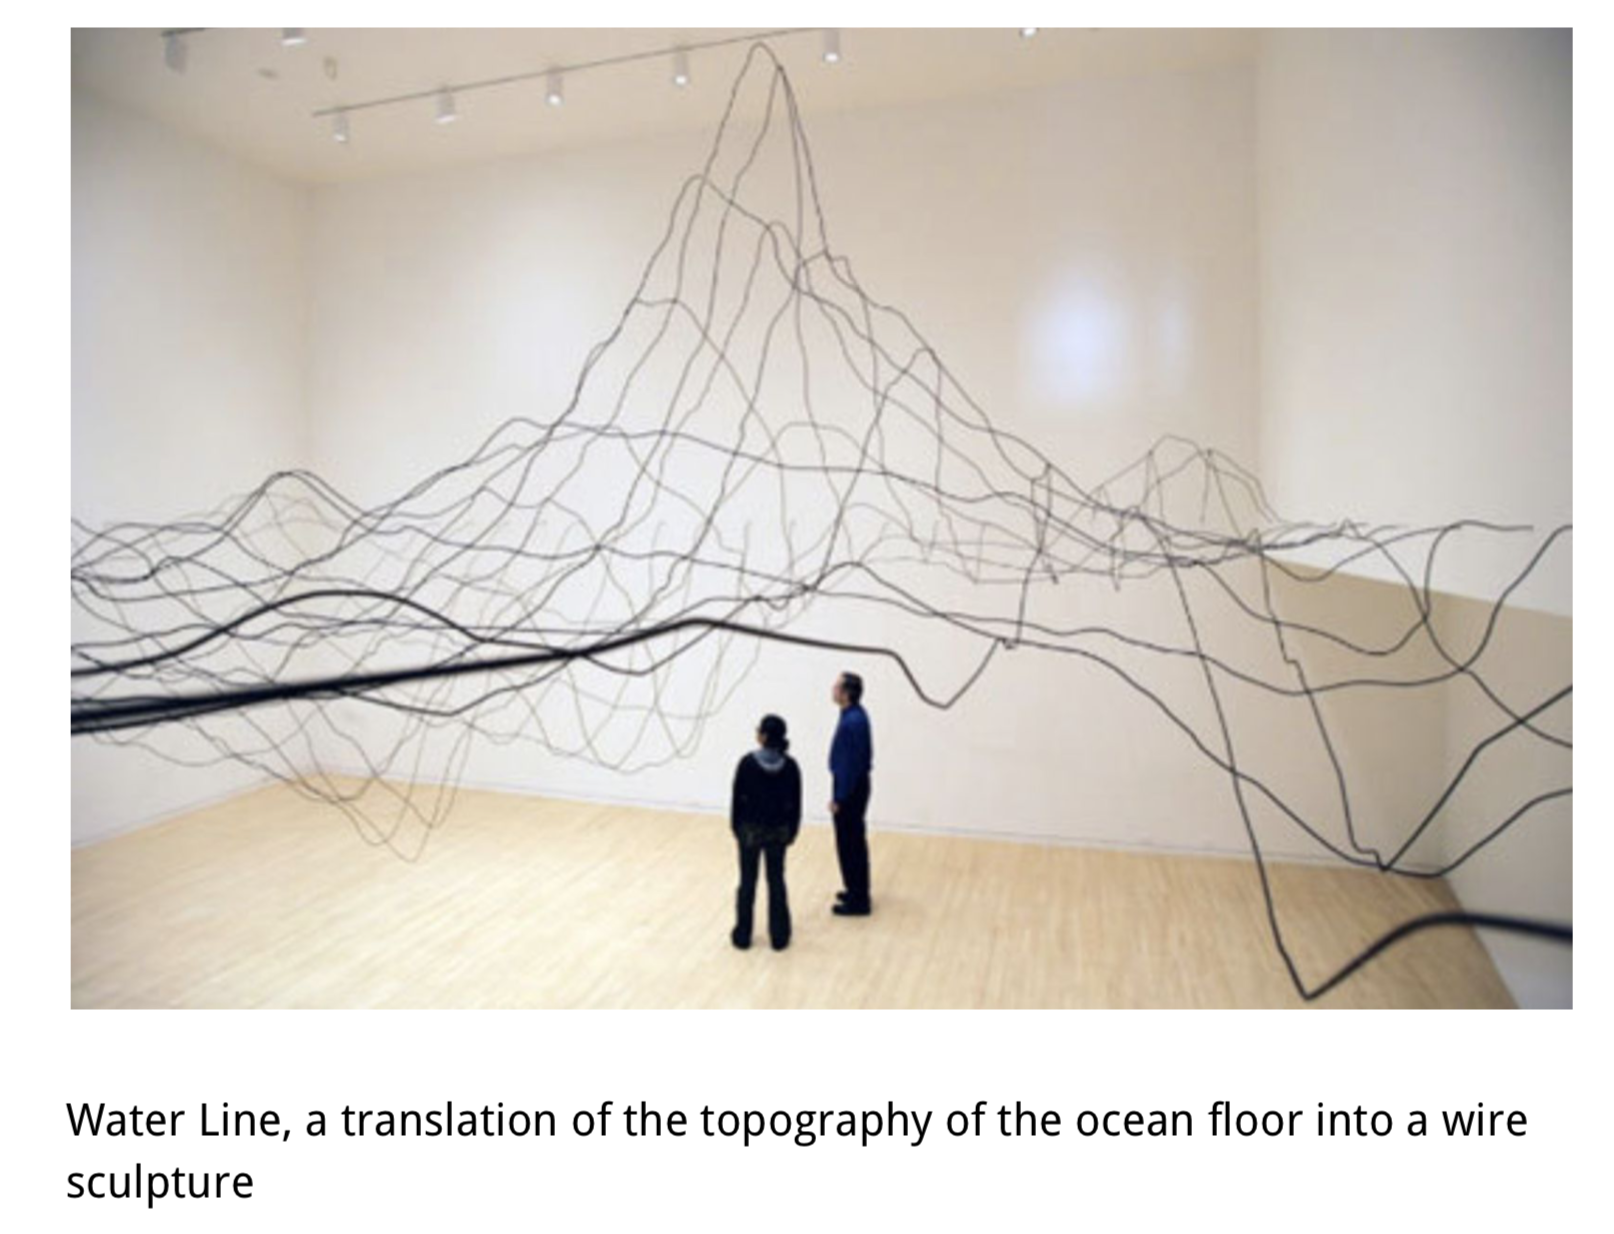 Water Line, a translation of the topography of the ocean floor into a wire
sculpture